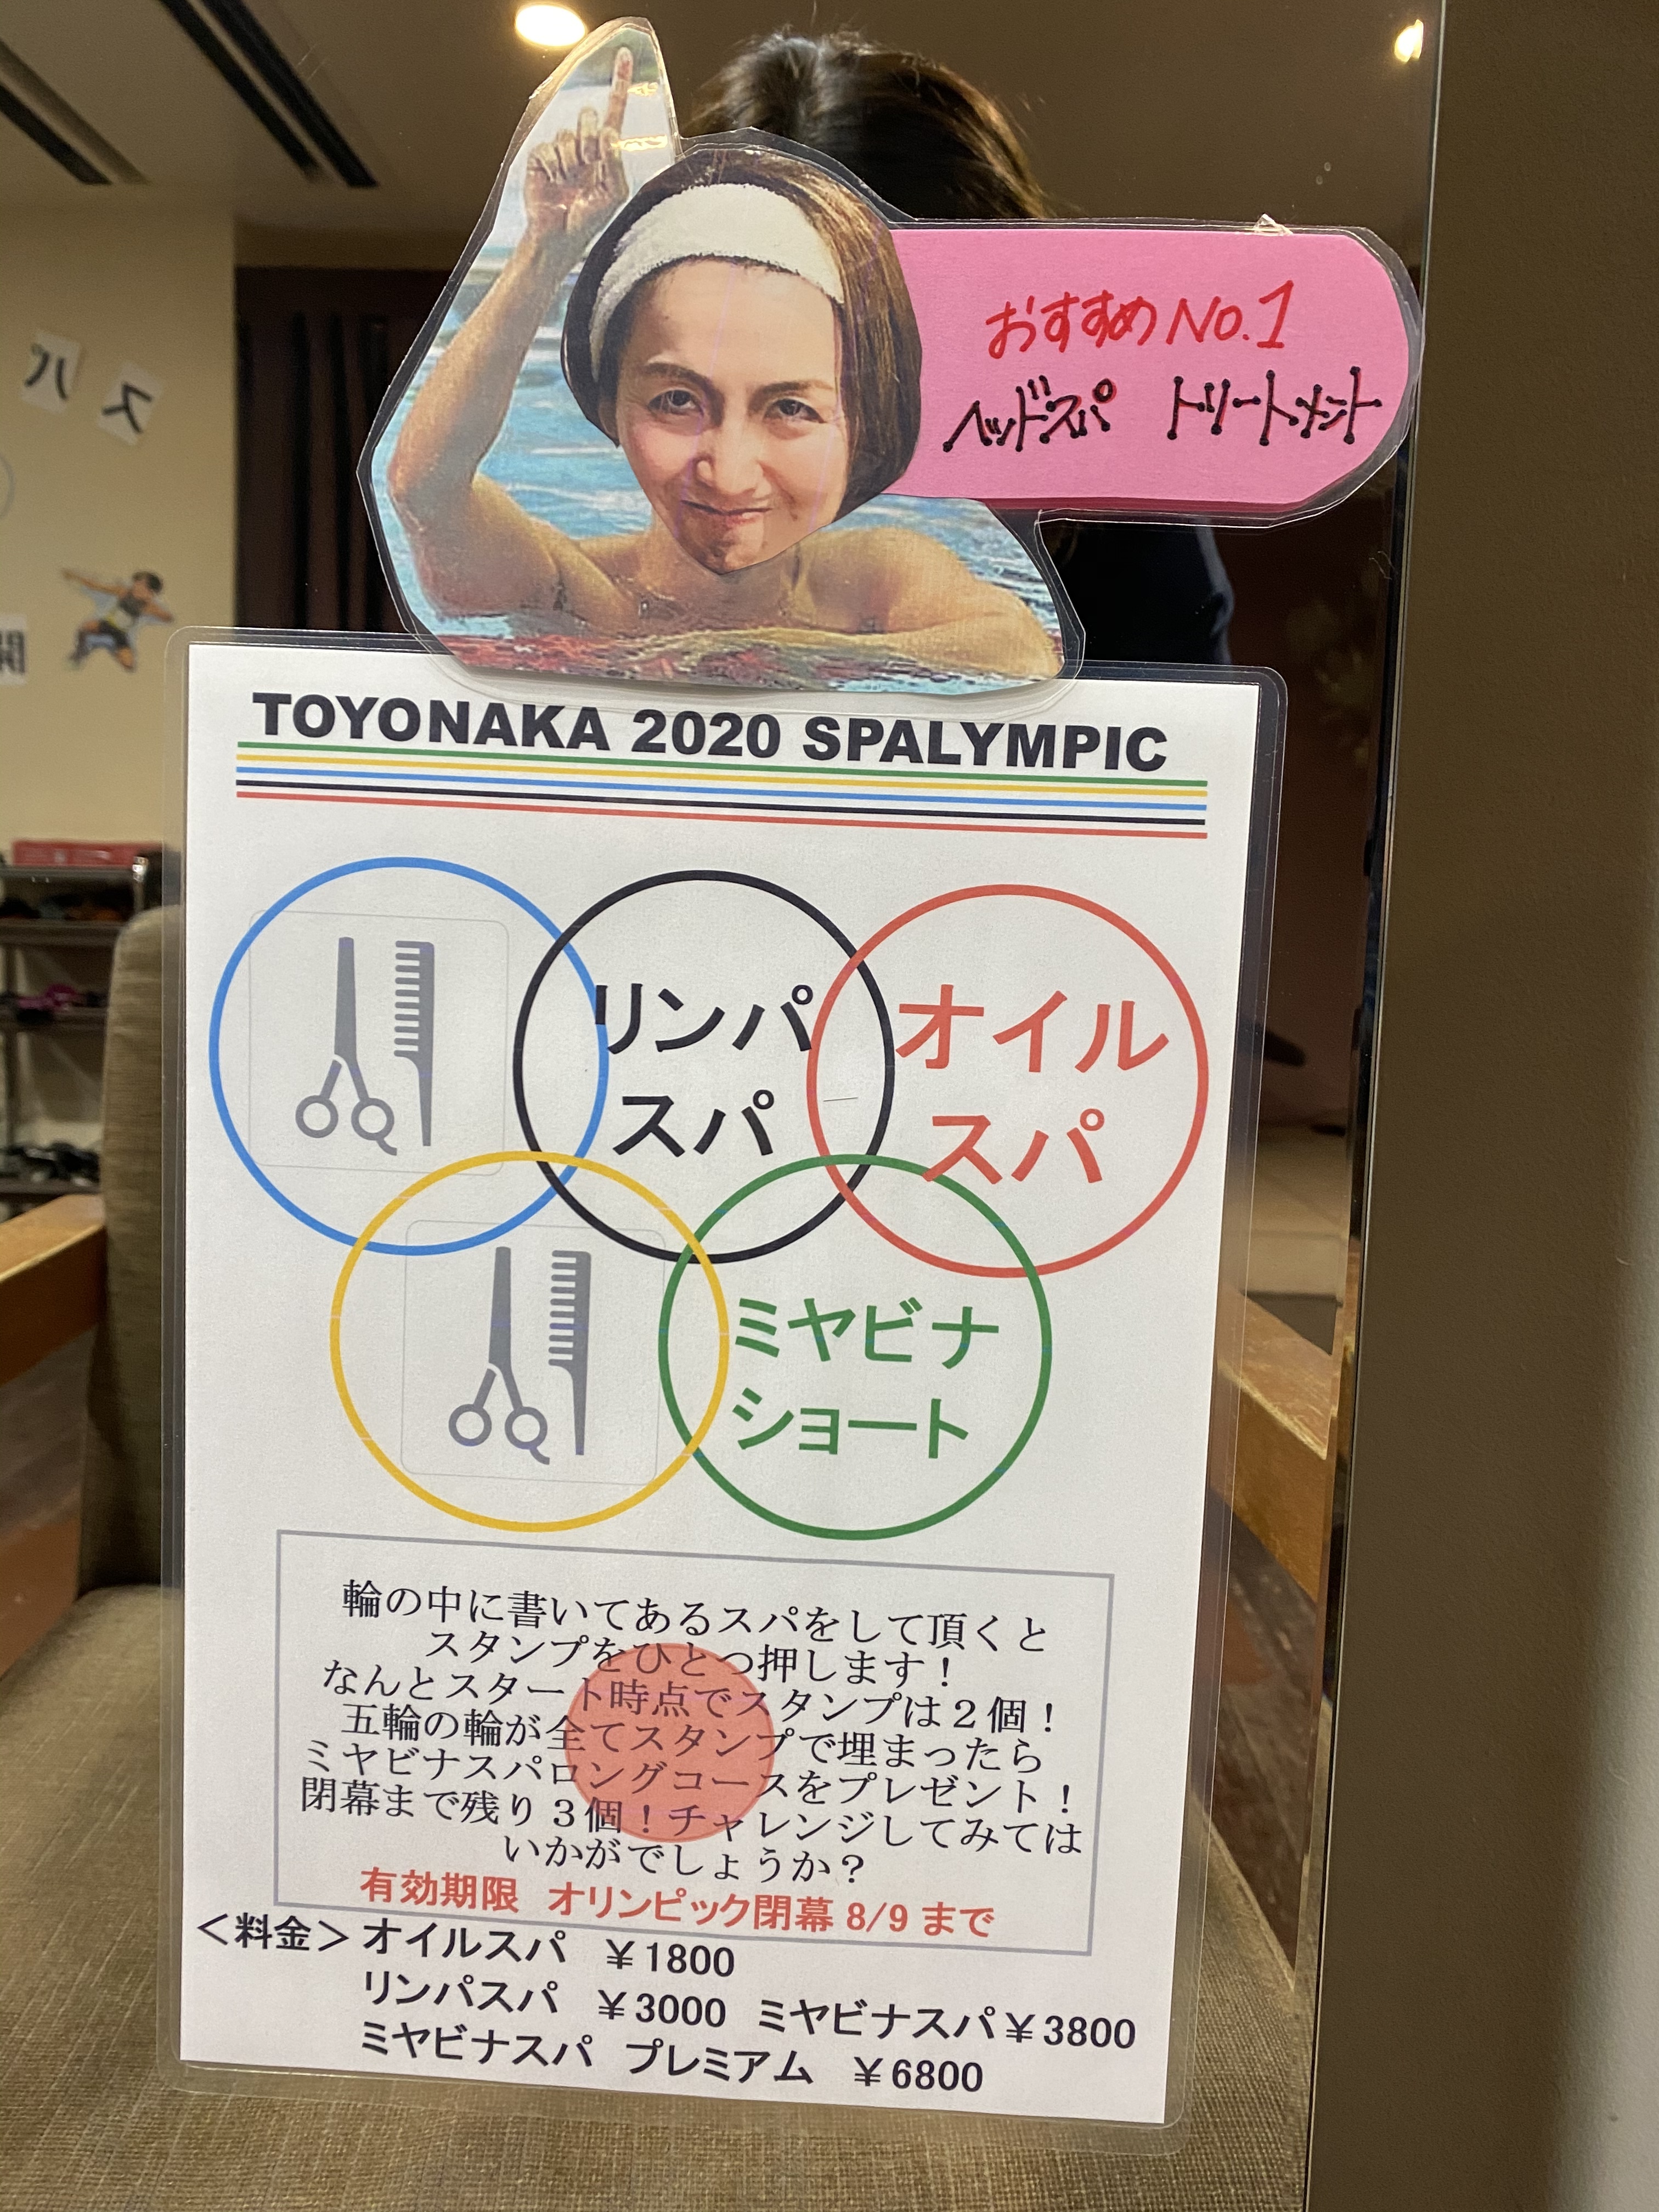 おすすめ No.1
ヘッドスパ トリートメント
スパ
開
TOYONAKA 2020 SPALYMPIC
リンパ
スパ
オイル
スパ
ミヤビナ
ショート
輪の中に書いてあるスパをして頂くと
スタンプをひとつ押します！
なんとスタート時点でスタンプは２個！
五輪の輪が全てスタンプで埋まったら
ミヤビナスパロングコースをプレゼント！
閉幕まで残り３個！チャレンジしてみては
いかがでしょうか？
有効期限 オリンピック閉幕 8/9 まで
＜料金＞オイルスパ ￥1800
リンパスパ ￥3000 ミヤビナスパ￥3800
ミヤビナスパ プレミアム ￥6800